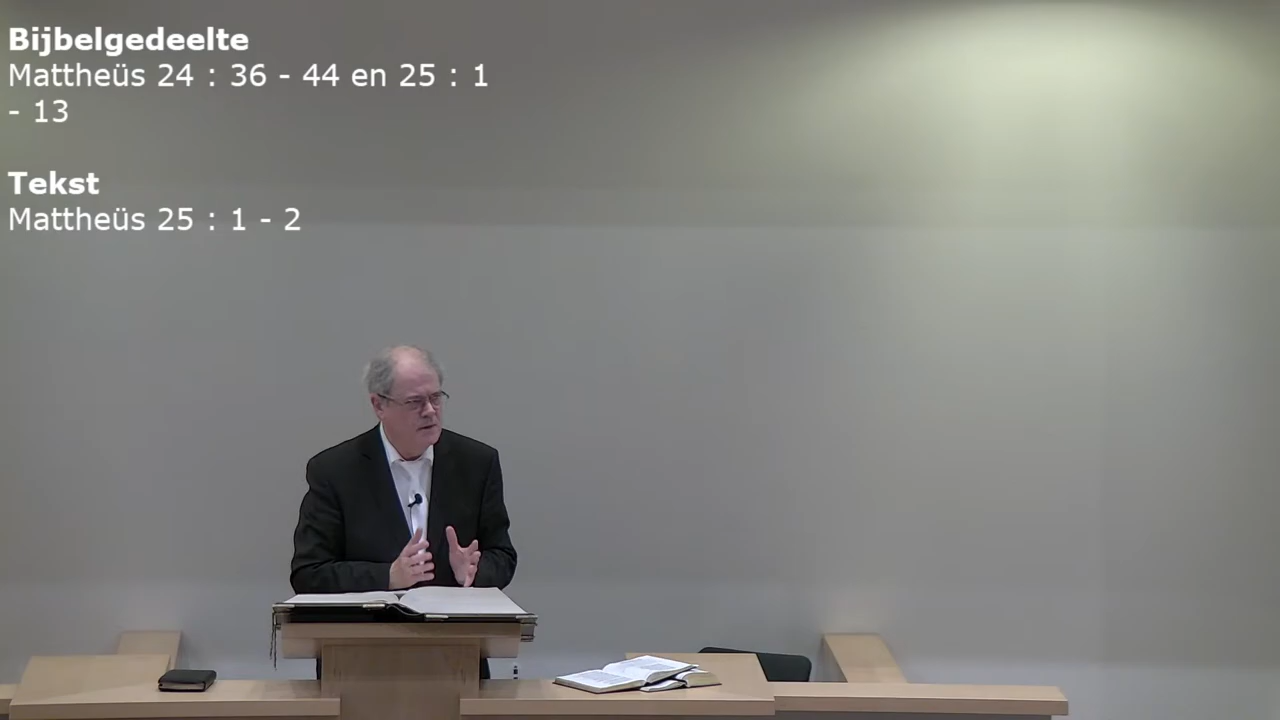 Bijbelgedeelte
Mattheüs 24 : 36 - 44 en 25 : 1
- 13
Tekst
Mattheüs 25 : 1 - 2